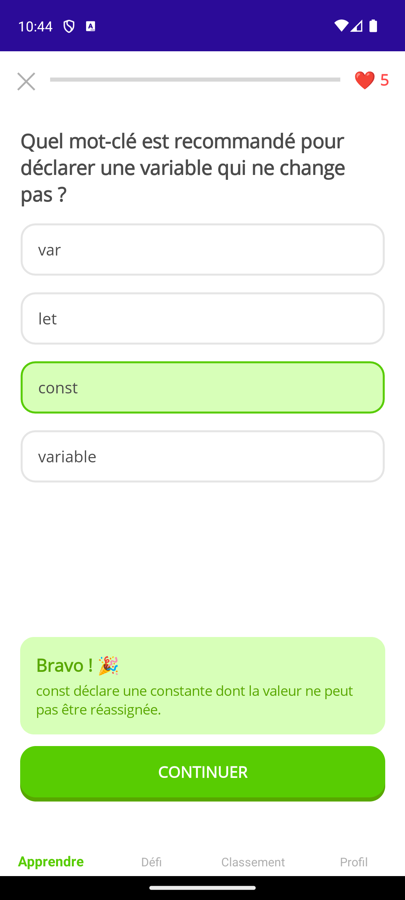 10:44
5
Quel mot-clé est recommandé pour
déclarer une variable qui ne change
pas ?
var
let
const
variable
Bravo ! 🎉
const déclare une constante dont la valeur ne peut
pas être réassignée.
CONTINUER
Apprendre Défi Classement Profil